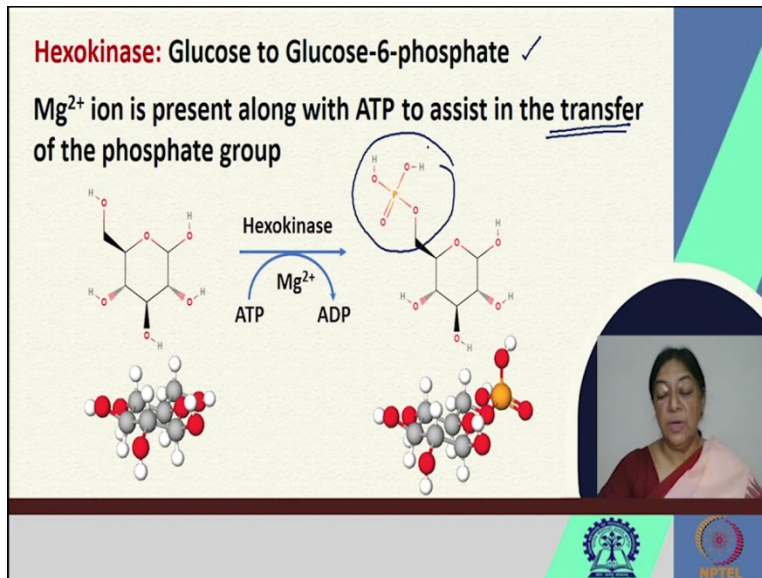 Hexokinase: Glucose to Glucose-6-phosphate
Mg²⁺ ion is present along with ATP to assist in the transfer
of the phosphate group
Hexokinase
Mg²⁺
ATP ADP
H
O
O
O
H
H
O
H
O
H
O
H
H
O
O
H
P
O
O
O
O
H
H
O
H
O
H
O
H
NPTEL